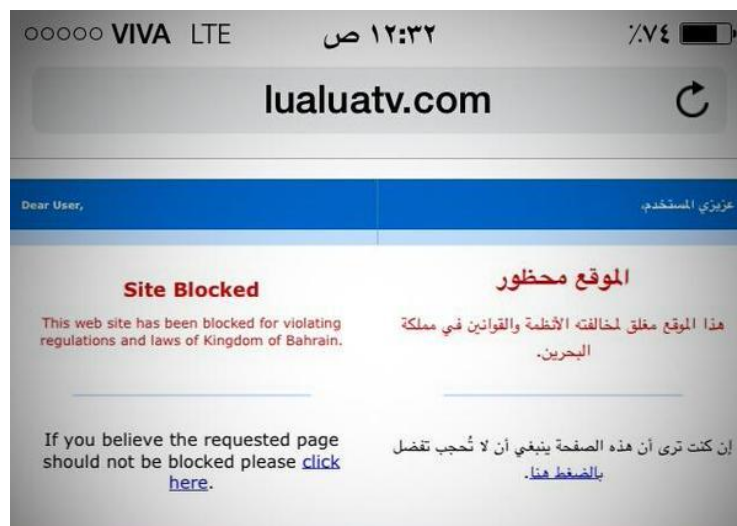 VIVA LTE ١٢:٣٢ ص ٪٧٤
lualuatv.com
Dear User,
Site Blocked
This web site has been blocked for violating
regulations and laws of Kingdom of Bahrain.
If you believe the requested page
should not be blocked please click
here.
عزيزي المستخدم،
الموقع محظور
هذا الموقع مغلق لمخالفته الأنظمة والقوانين في مملكة
البحرين.
إن كنت ترى أن هذه الصفحة ينبغي أن لا تُحجب تفضل
بالضغط هنا.